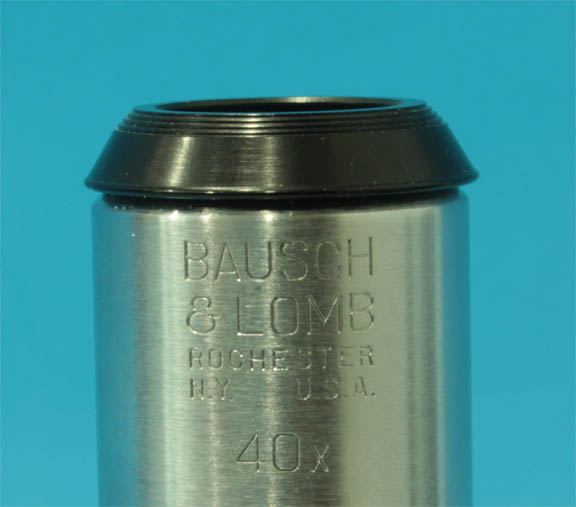 BAUSCH
& LOMB
ROCHESTER
N.Y. U.S.A.
40x